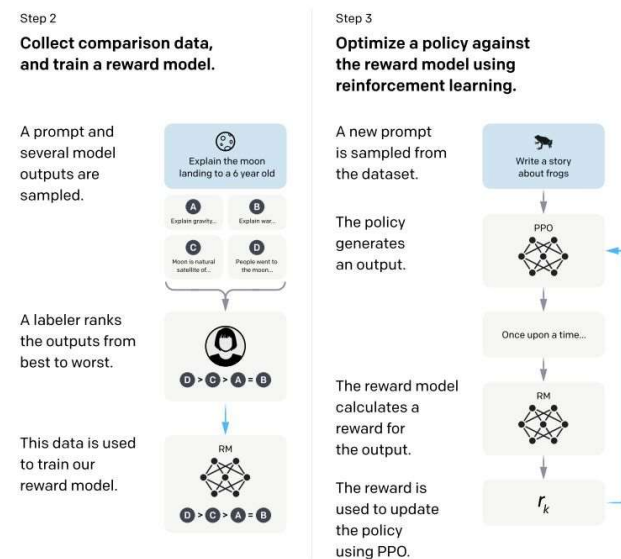 Step 2
Collect comparison data,
and train a reward model.
A prompt and
several model
outputs are
sampled.
Explain the moon
landing to a 6 year old
A
Explain gravity...
B
Explain war...
C
Moon is natural
satellite of...
D
People went to
the moon...
A labeler ranks
the outputs from
best to worst.
D > C > A = B
This data is used
to train our
reward model.
RM
D > C > A = B
Step 3
Optimize a policy against
the reward model using
reinforcement learning.
A new prompt
is sampled from
the dataset.
Write a story
about frogs
The policy
generates
an output.
PPO
Once upon a time...
The reward model
calculates a
reward for
the output.
RM
The reward is
used to update
the policy
using PPO.
rₖ